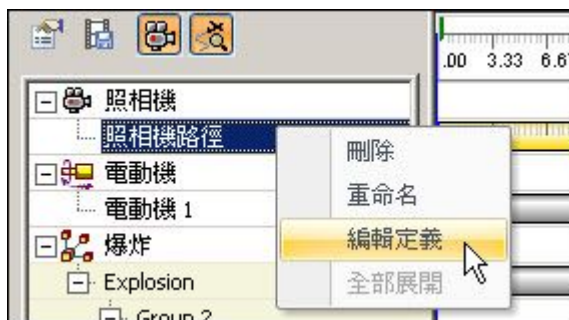 .00 3.33 6.6
照相機
照相機路徑
刪除
電動機
重命名
電動機 1
編輯定義
爆炸
全部展開
Explosion
Group 2